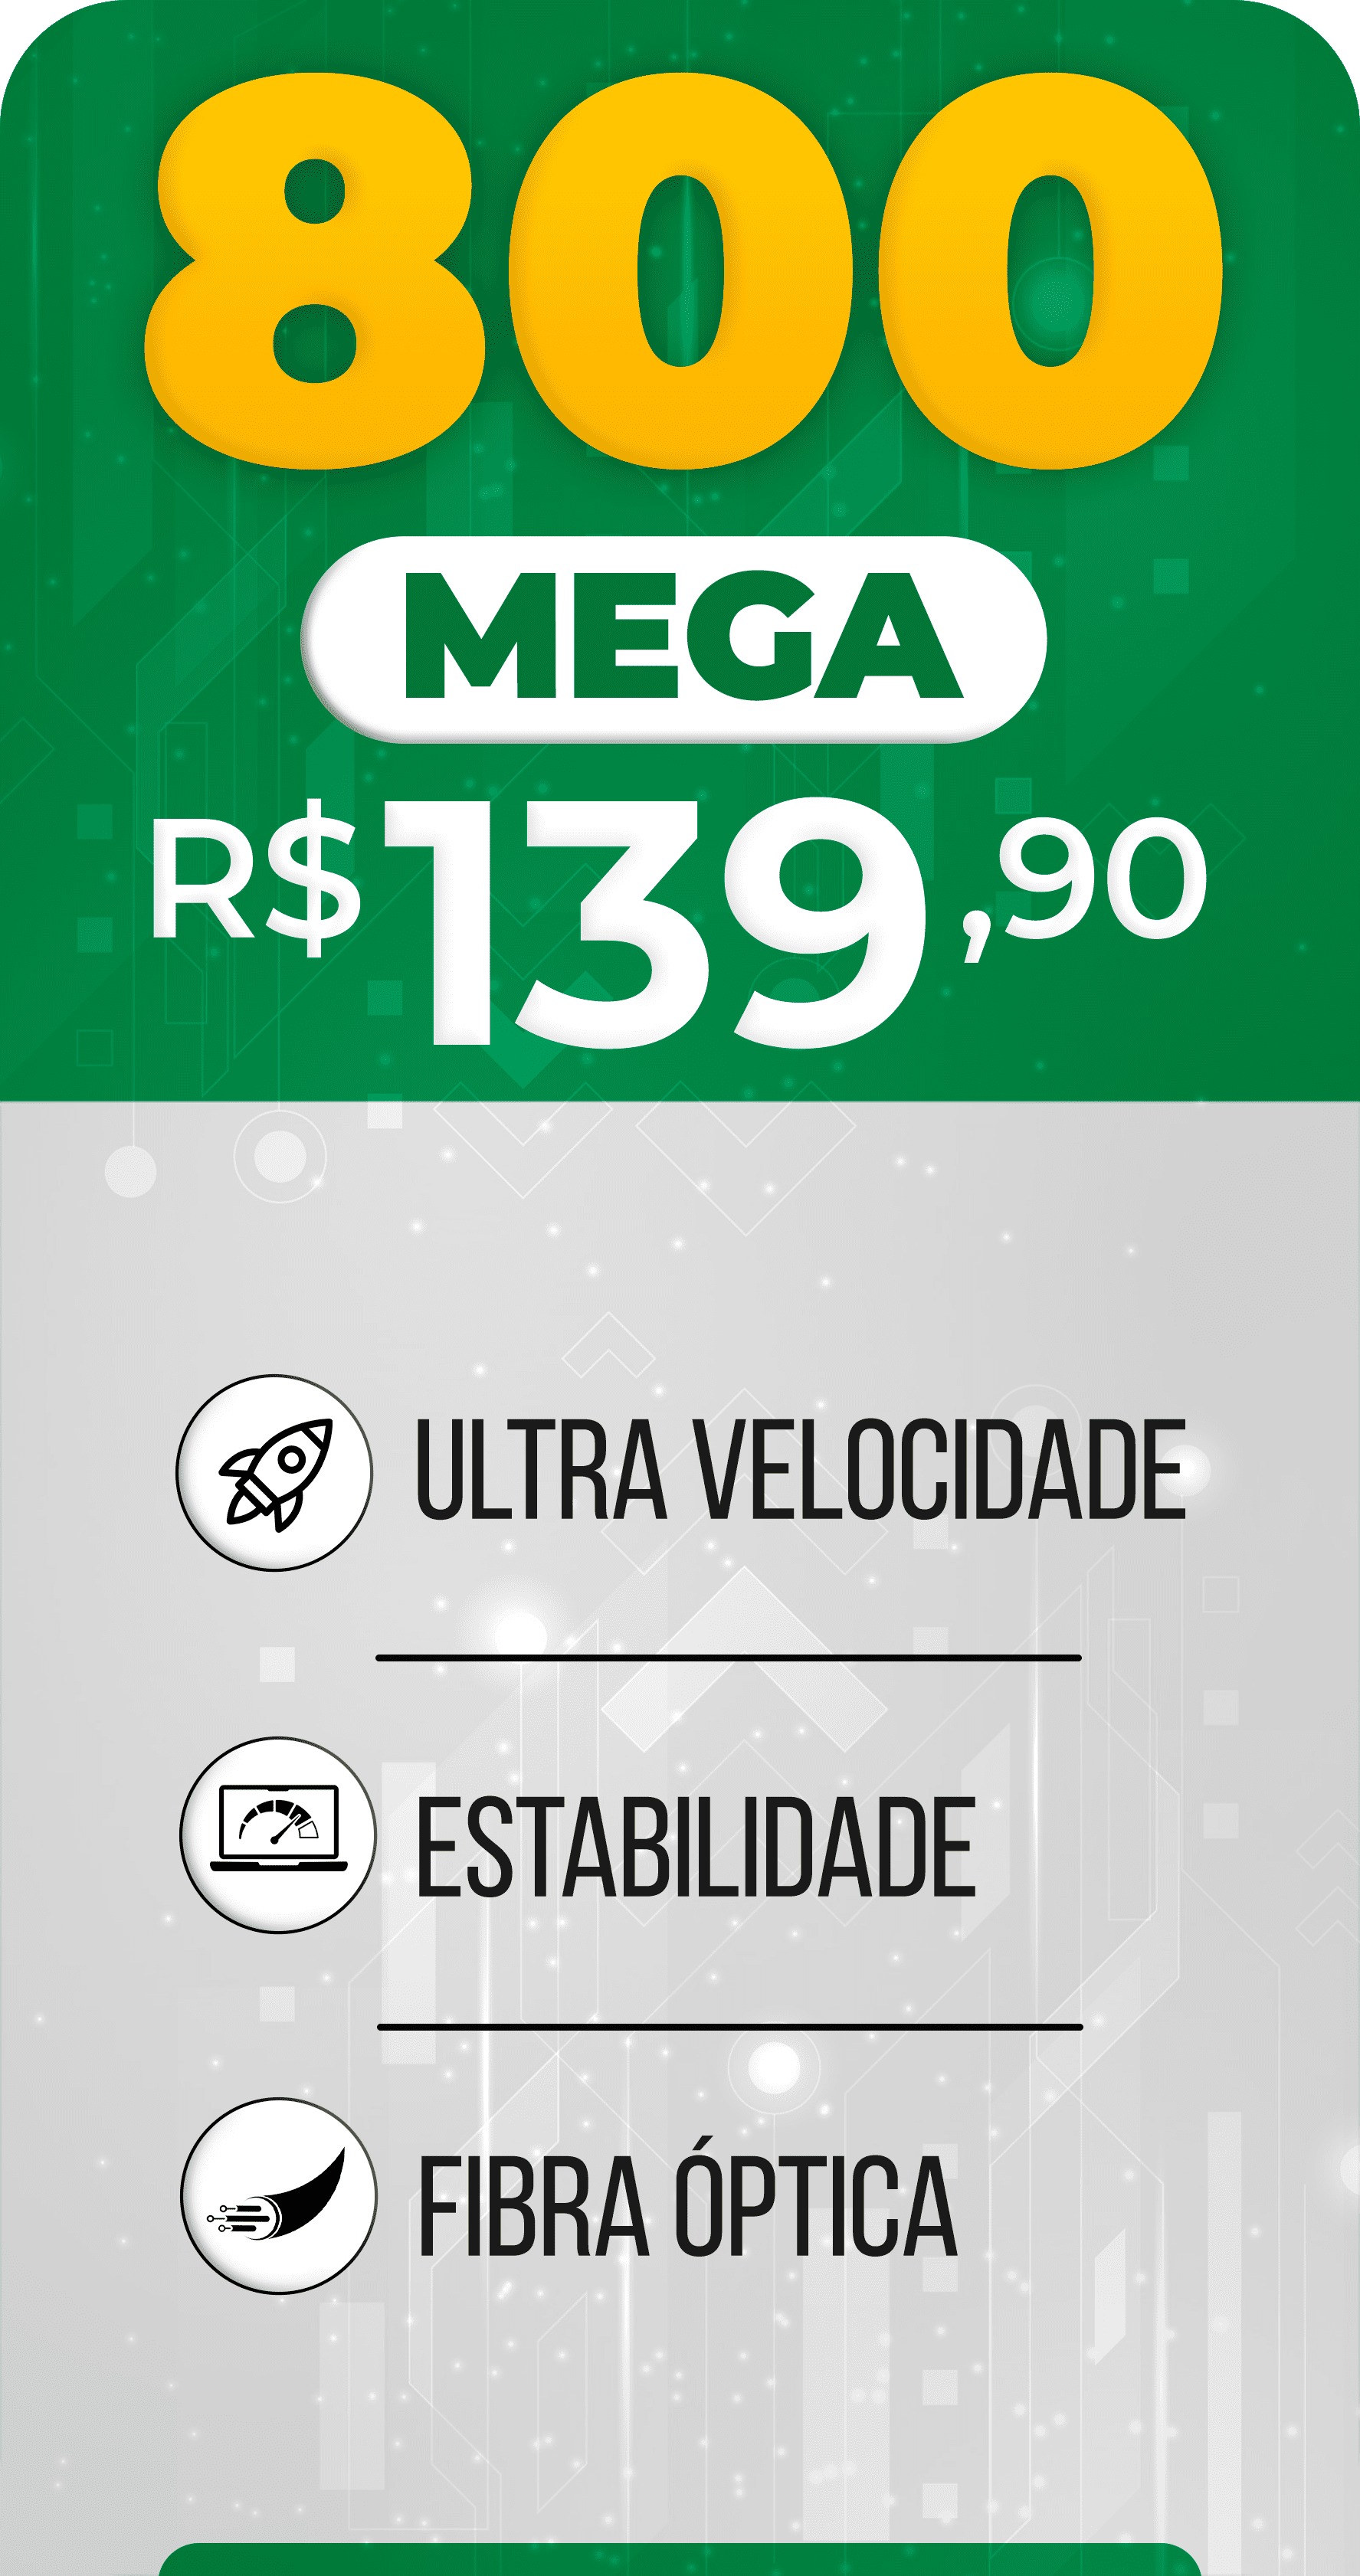 800
MEGA
R$139,90
ULTRA VELOCIDADE
ESTABILIDADE
FIBRA ÓPTICA